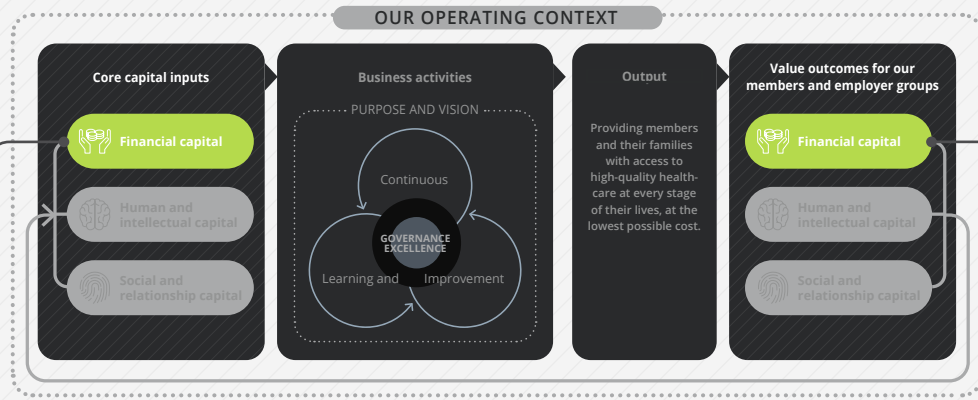 OUR OPERATING CONTEXT
Core capital inputs
Financial capital
Human and
intellectual capital
Social and
relationship capital
Business activities
PURPOSE AND VISION
Continuous
GOVERNANCE
EXCELLENCE
Learning and
Improvement
Output
Providing members
and their families
with access to
high-quality health-
care at every stage
of their lives, at the
lowest possible cost.
Value outcomes for our
members and employer groups
Financial capital
Human and
intellectual capital
Social and
relationship capital